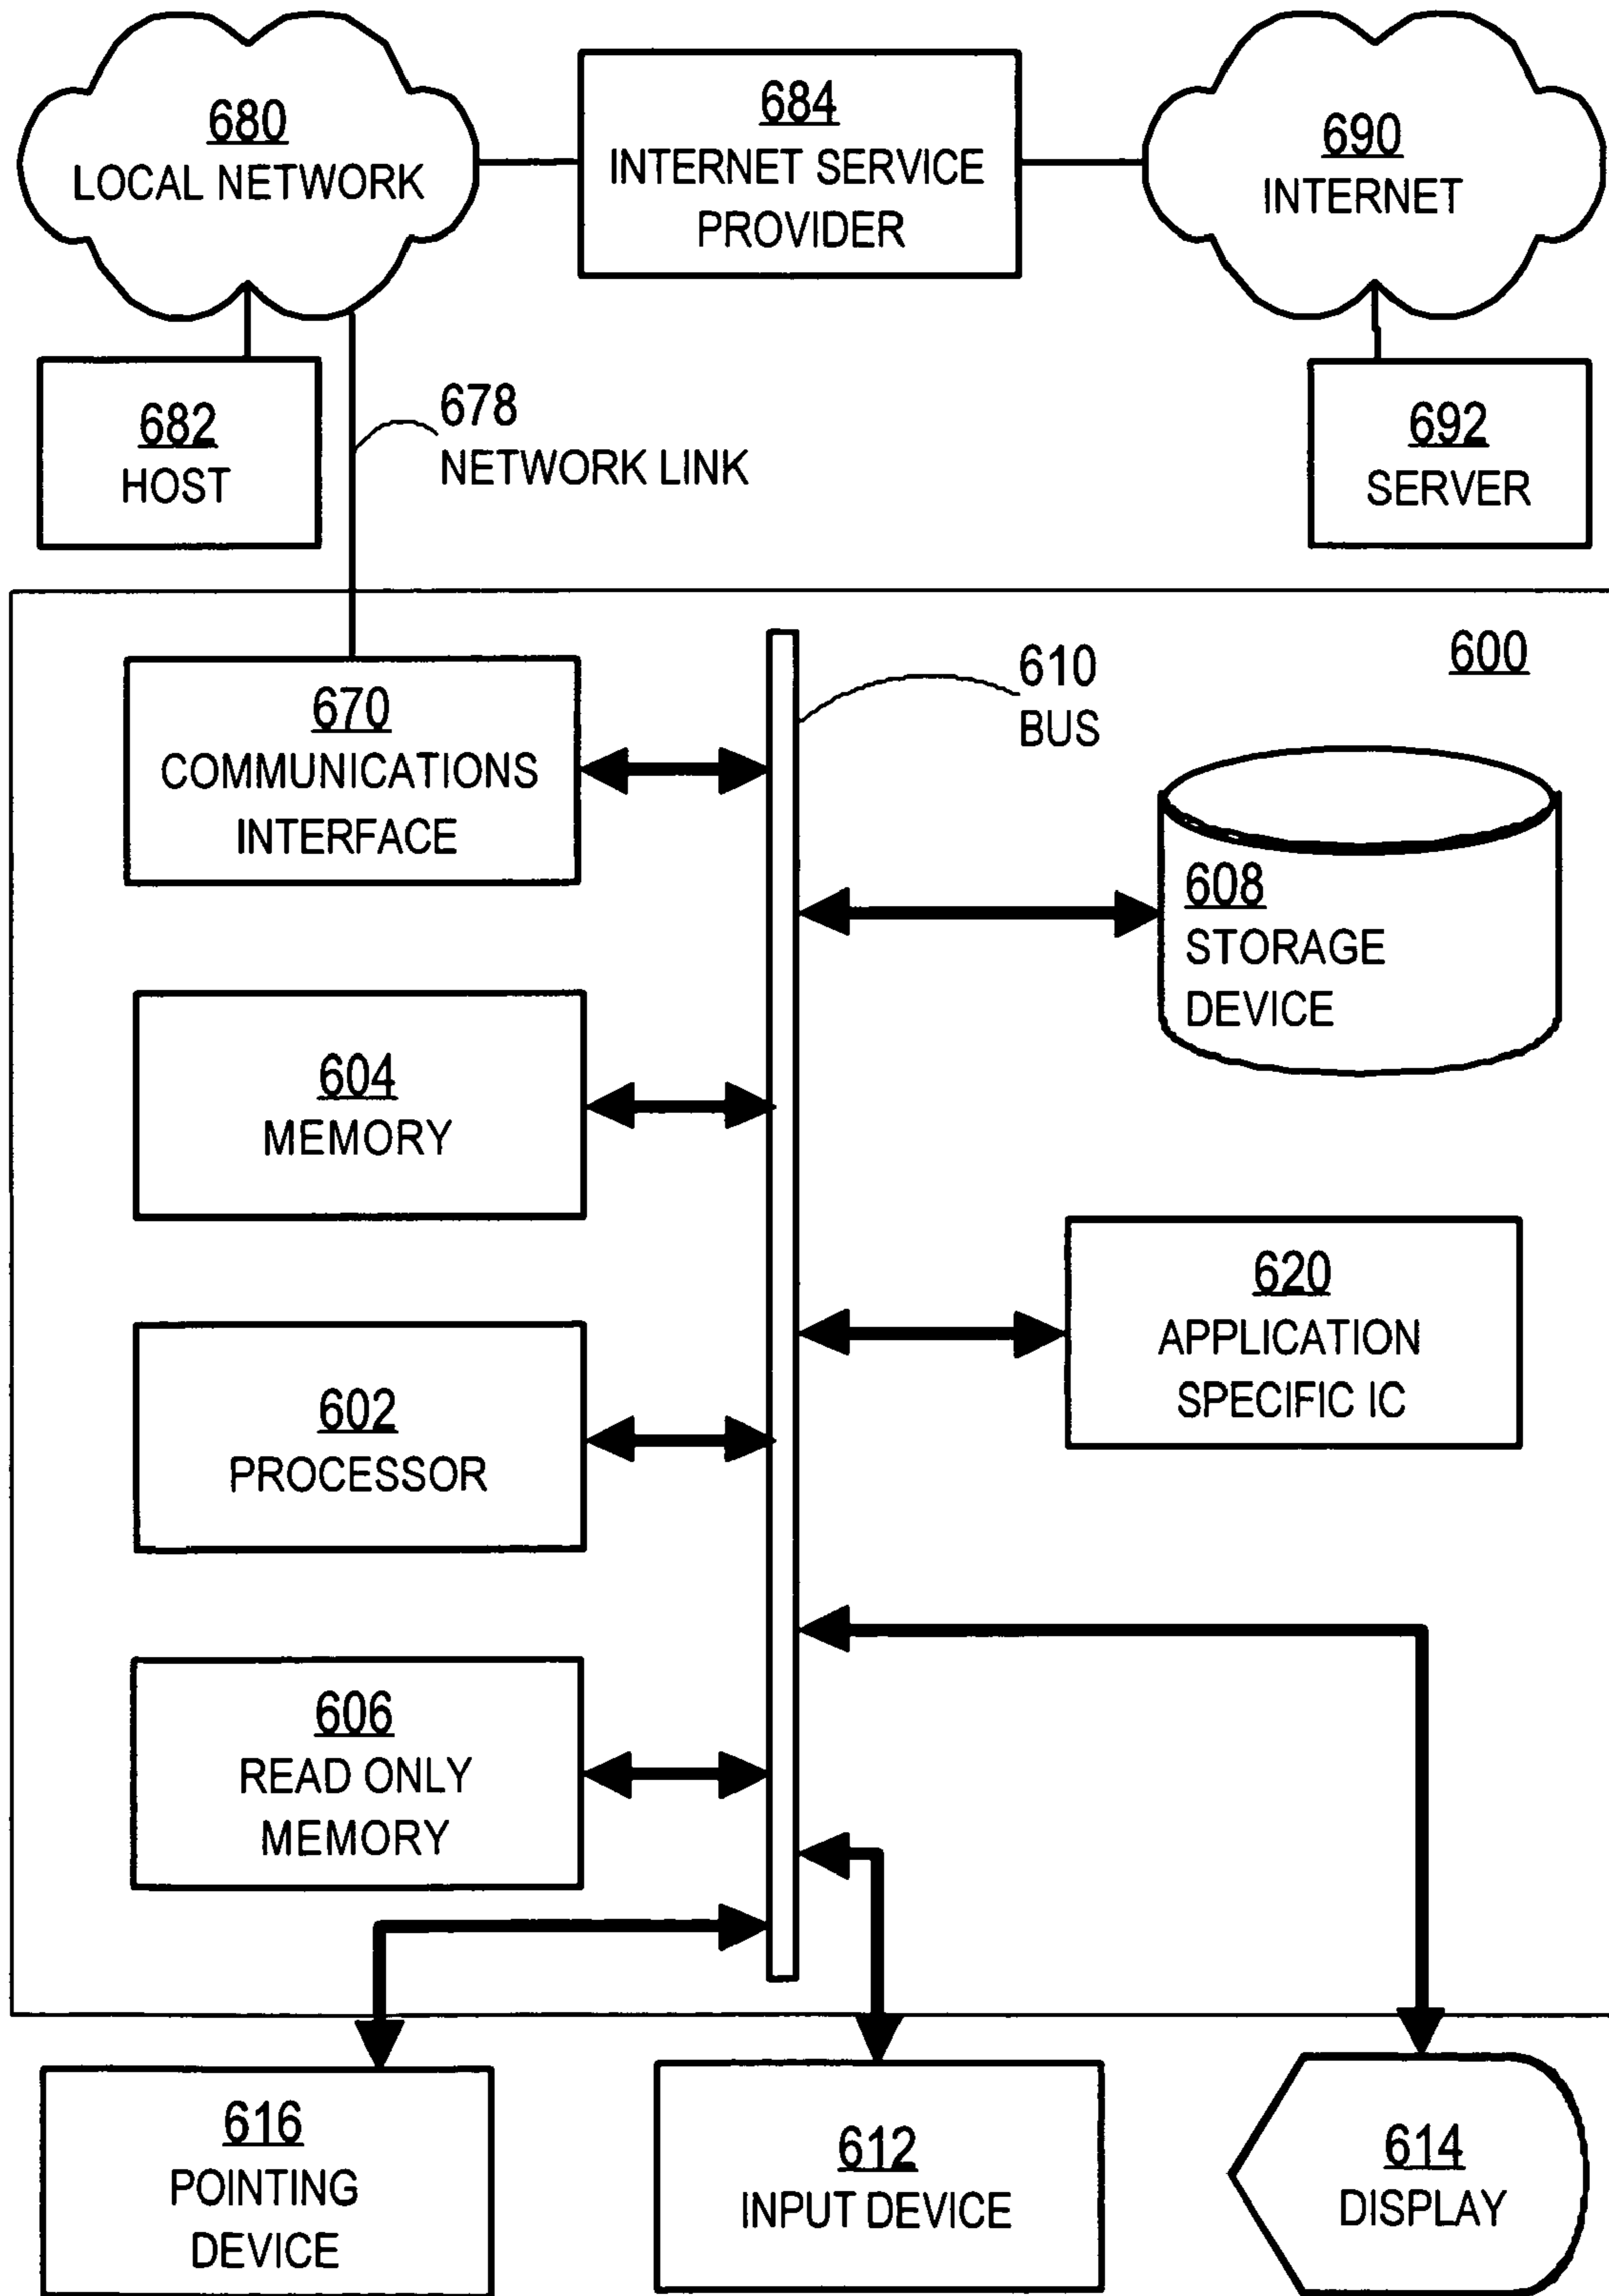 680
LOCAL NETWORK
684
INTERNET SERVICE
PROVIDER
690
INTERNET
682
HOST
678
NETWORK LINK
692
SERVER
600
670
COMMUNICATIONS
INTERFACE
610
BUS
608
STORAGE
DEVICE
604
MEMORY
620
APPLICATION
SPECIFIC IC
602
PROCESSOR
606
READ ONLY
MEMORY
616
POINTING
DEVICE
612
INPUT DEVICE
614
DISPLAY